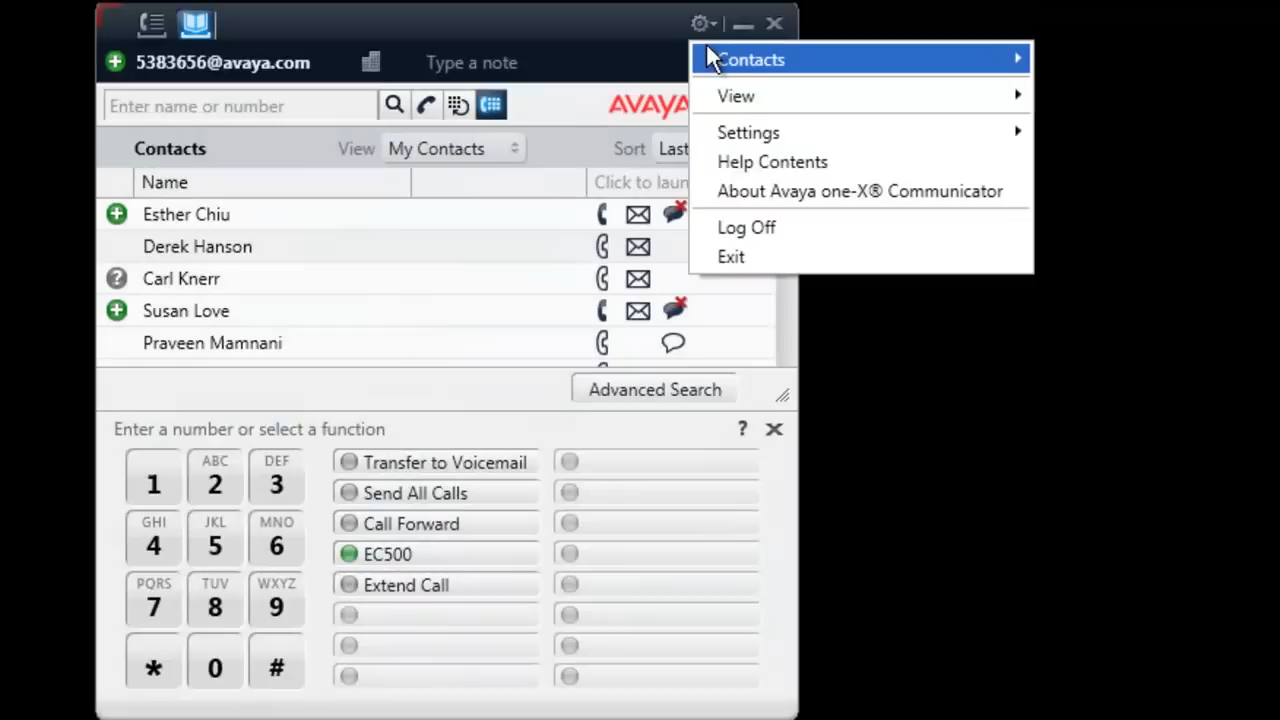 5383656@avaya.com
Type a note
Enter name or number
AVAYA
Contacts
View
My Contacts
Sort
Last
Name
Click to laun
Esther Chiu
Derek Hanson
Carl Knerr
Susan Love
Praveen Mamnani
Advanced Search
Contacts
View
Settings
Help Contents
About Avaya one-X® Communicator
Log Off
Exit
Enter a number or select a function
?
1
ABC
2
DEF
3
GHI
4
JKL
5
MNO
6
PQRS
7
TUV
8
WXYZ
9
*
0
#
Transfer to Voicemail
Send All Calls
Call Forward
EC500
Extend Call